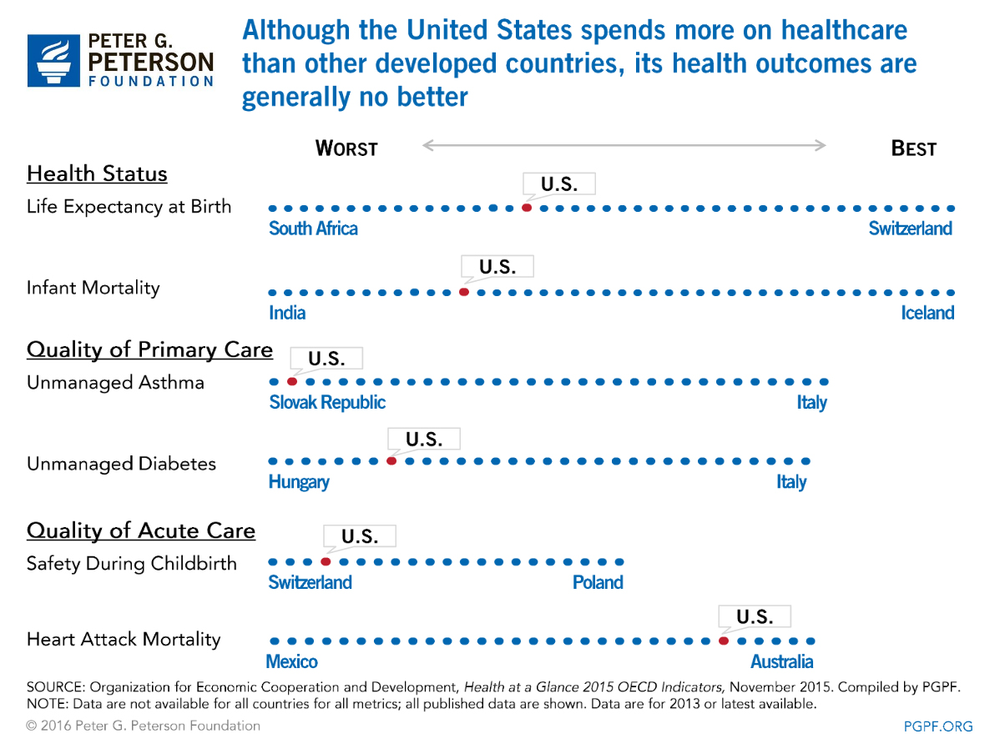 PETER G.
PETERSON
FOUNDATION
Although the United States spends more on healthcare
than other developed countries, its health outcomes are
generally no better
WORST
BEST
Health Status
U.S.
Life Expectancy at Birth
South Africa
Switzerland
U.S.
Infant Mortality
India
Iceland
Quality of Primary Care
U.S.
Unmanaged Asthma
Slovak Republic
Italy
U.S.
Unmanaged Diabetes
Hungary
Italy
Quality of Acute Care
U.S.
Safety During Childbirth
Switzerland
Poland
U.S.
Heart Attack Mortality
Mexico
Australia
SOURCE: Organization for Economic Cooperation and Development, Health at a Glance 2015 OECD Indicators, November 2015. Compiled by PGPF.
NOTE: Data are not available for all countries for all metrics; all published data are shown. Data are for 2013 or latest available.
© 2016 Peter G. Peterson Foundation
PGPF.ORG